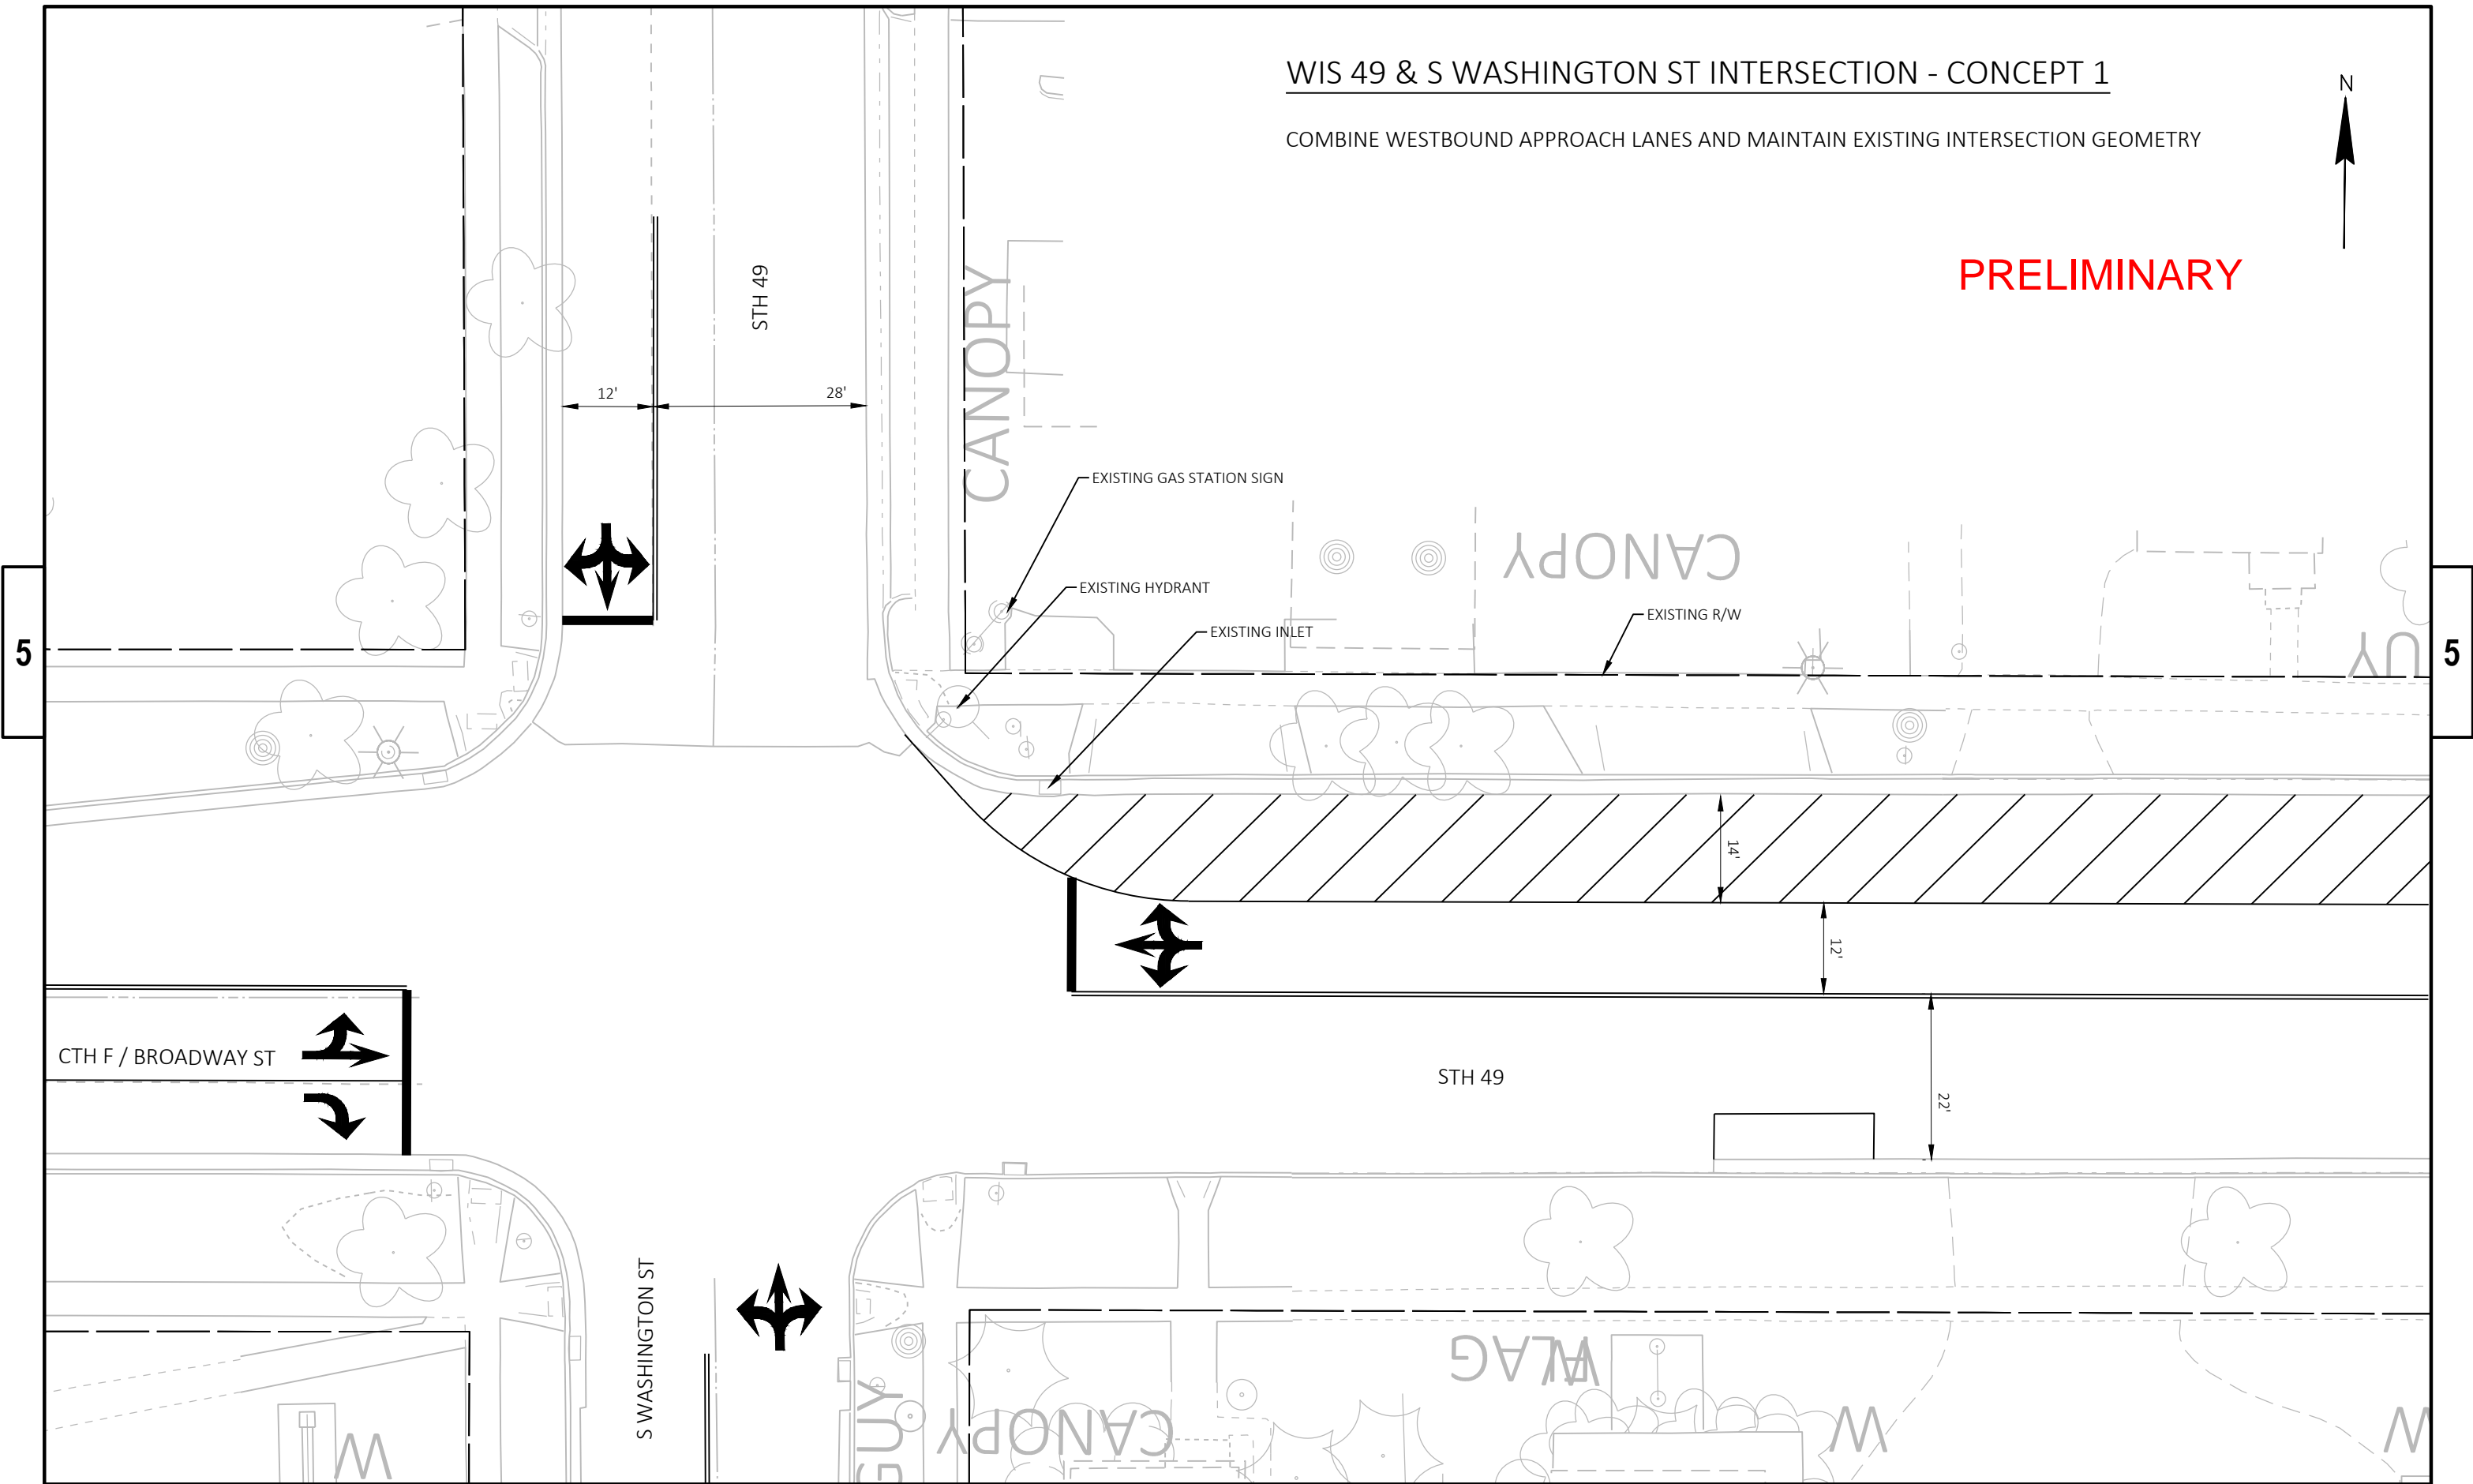 WIS 49 & S WASHINGTON ST INTERSECTION - CONCEPT 1
N
COMBINE WESTBOUND APPROACH LANES AND MAINTAIN EXISTING INTERSECTION GEOMETRY
PRELIMINARY
STH 49
CANOPY
12'
28'
EXISTING GAS STATION SIGN
CANOPY
EXISTING HYDRANT
EXISTING R/W
EXISTING INLET
5
5
14'
12'
CTH F / BROADWAY ST
STH 49
22'
S WASHINGTON ST
CANOPY
W
W
W